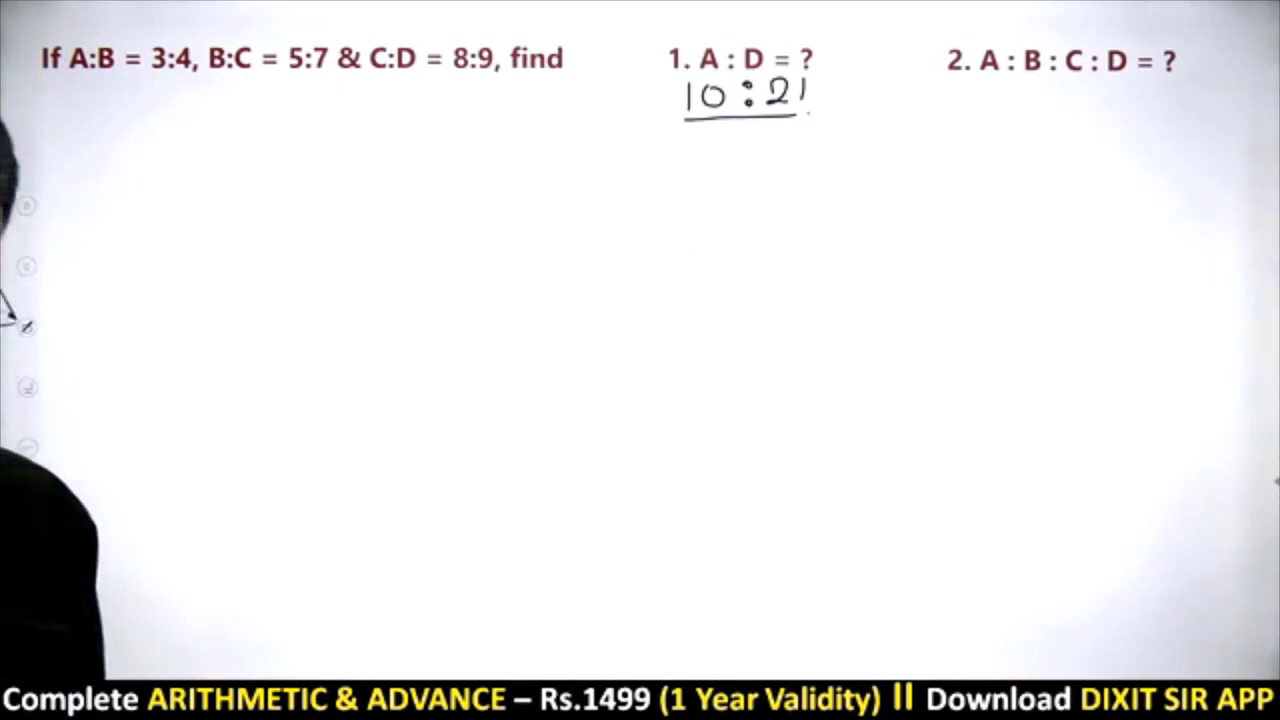 If A:B = 3:4, B:C = 5:7 & C:D = 8:9, find
1. A : D = ?
10 : 21
2. A : B : C : D = ?
Complete ARITHMETIC & ADVANCE – Rs.1499 (1 Year Validity) II Download DIXIT SIR APP